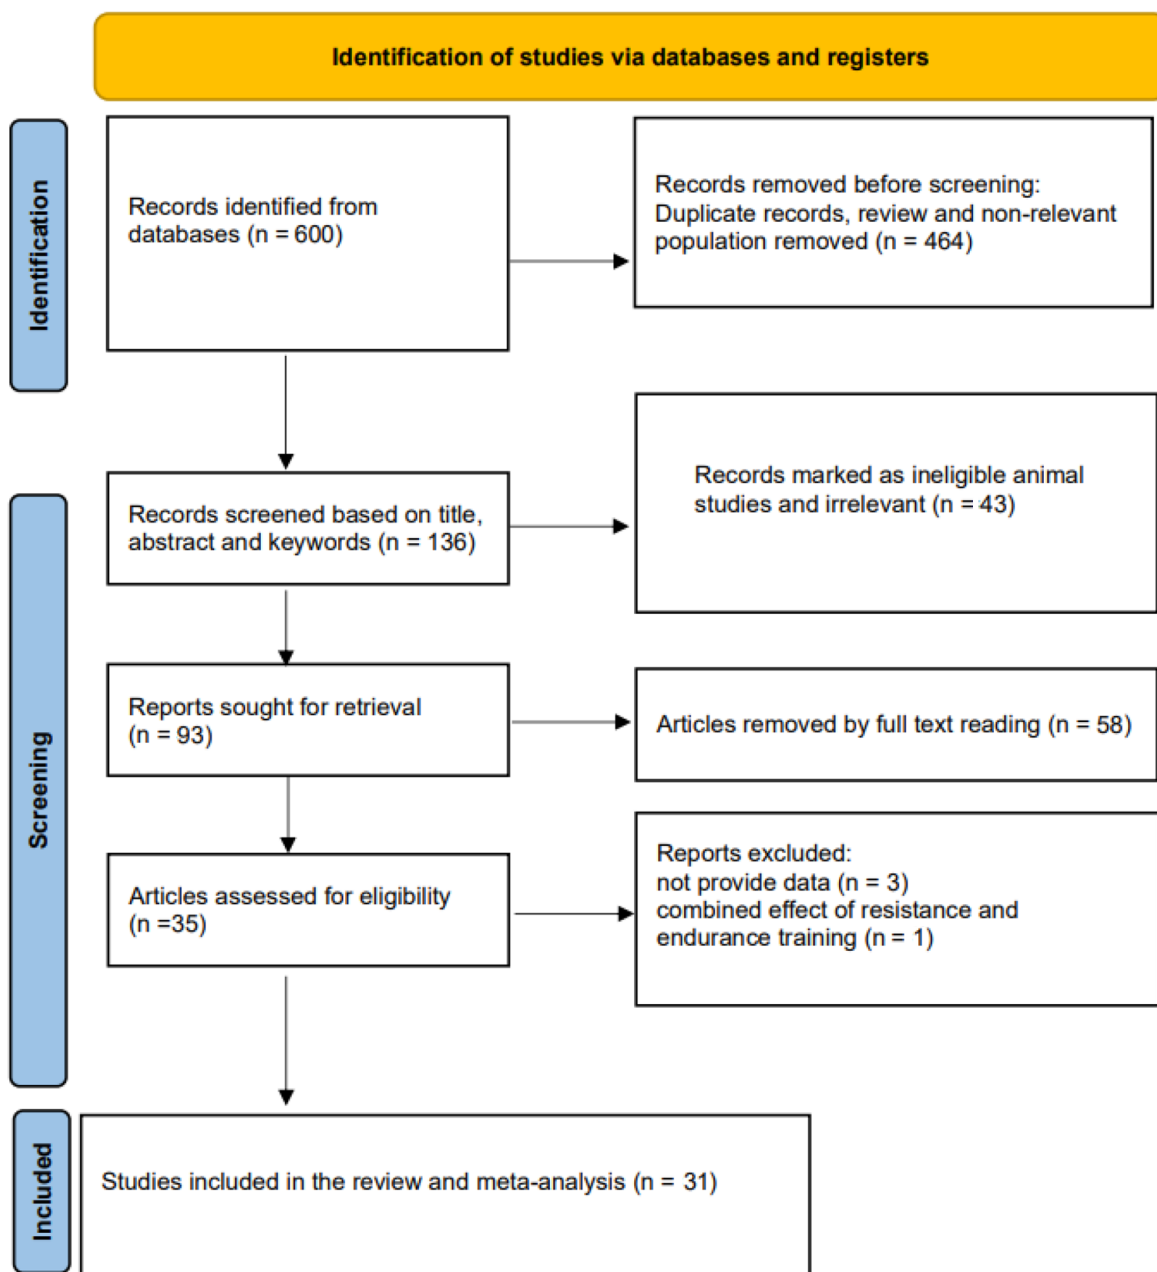 Identification of studies via databases and registers
Identification
Records identified from
databases (n = 600)
Records removed before screening:
Duplicate records, review and non-relevant
population removed (n = 464)
Screening
Records screened based on title,
abstract and keywords (n = 136)
Records marked as ineligible animal
studies and irrelevant (n = 43)
Reports sought for retrieval
(n = 93)
Articles removed by full text reading (n = 58)
Articles assessed for eligibility
(n =35)
Reports excluded:
not provide data (n = 3)
combined effect of resistance and
endurance training (n = 1)
Included
Studies included in the review and meta-analysis (n = 31)